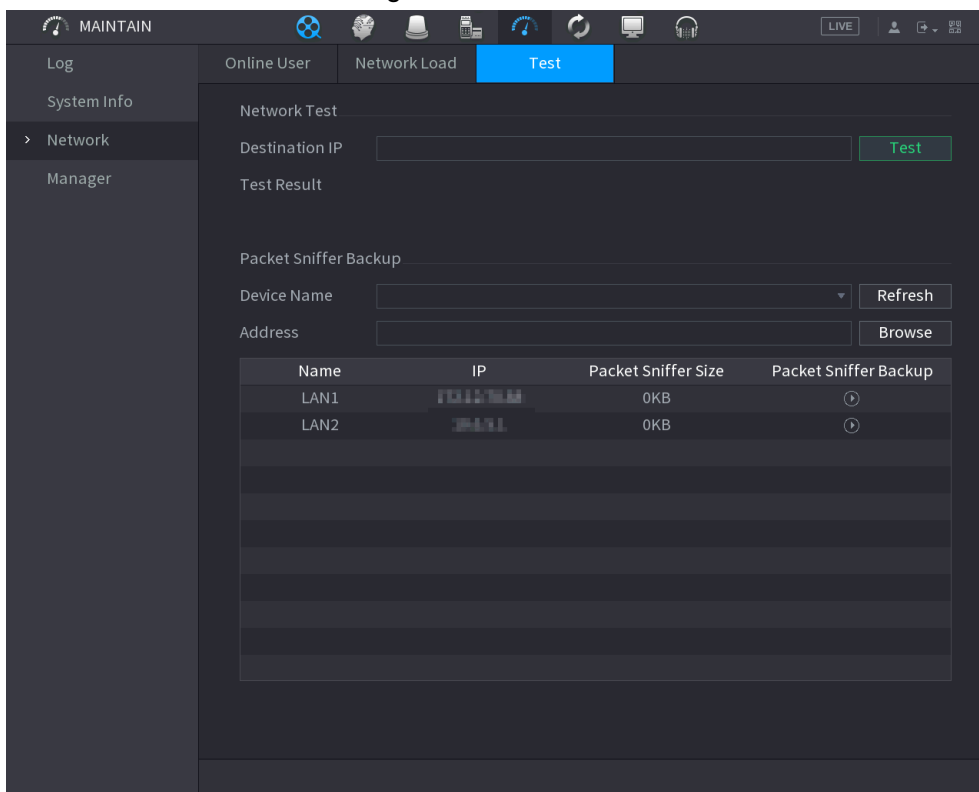 MAINTAIN
LIVE
Log
System Info
Network
Manager
Online User Network Load Test
Network Test
Destination IP Test
Test Result
Packet Sniffer Backup
Device Name Refresh
Address Browse
Name IP Packet Sniffer Size Packet Sniffer Backup
LAN1 0KB
LAN2 0KB